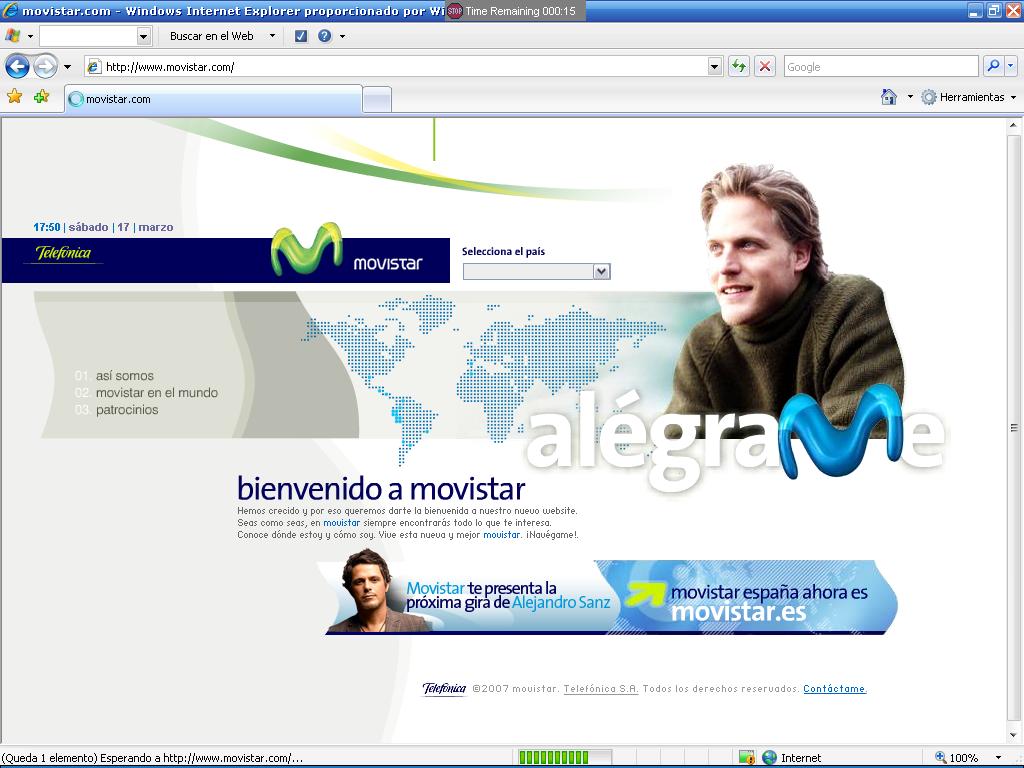 movistar.com - Windows Internet Explorer proporcionado por Wi
STOP Time Remaining 000:15
Buscar en el Web
http://www.movistar.com/
Google
movistar.com
Herramientas
17:50 | sábado | 17 | marzo
Telefónica
movistar
Selecciona el país
01. así somos
02. movistar en el mundo
03. patrocinios
alégrame
bienvenido a movistar
Hemos crecido y por eso queremos darte la bienvenida a nuestro nuevo website.
Seas como seas, en movistar siempre encontrarás todo lo que te interesa.
Conoce dónde estoy y cómo soy. Vive esta nueva y mejor movistar. ¡Navégame!.
Movistar te presenta la
próxima gira de Alejandro Sanz
movistar españa ahora es
movistar.es
Telefónica ©2007 movistar. Telefónica S.A. Todos los derechos reservados. Contáctame.
(Queda 1 elemento) Esperando a http://www.movistar.com/...
Internet
100%